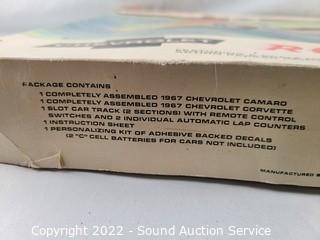 CHEVROLET
PACKAGE CONTAINS
1 COMPLETELY ASSEMBLED 1967 CHEVROLET CAMARO
1 COMPLETELY ASSEMBLED 1967 CHEVROLET CORVETTE
1 SLOT CAR TRACK (2 SECTIONS) WITH REMOTE CONTROL
SWITCHES AND 2 INDIVIDUAL AUTOMATIC LAP COUNTERS
1 INSTRUCTION SHEET
1 PERSONALIZING KIT OF ADHESIVE BACKED DECALS
(2 "C" CELL BATTERIES FOR CARS NOT INCLUDED)
MANUFACTURED
Copyright 2022 - Sound Auction Service